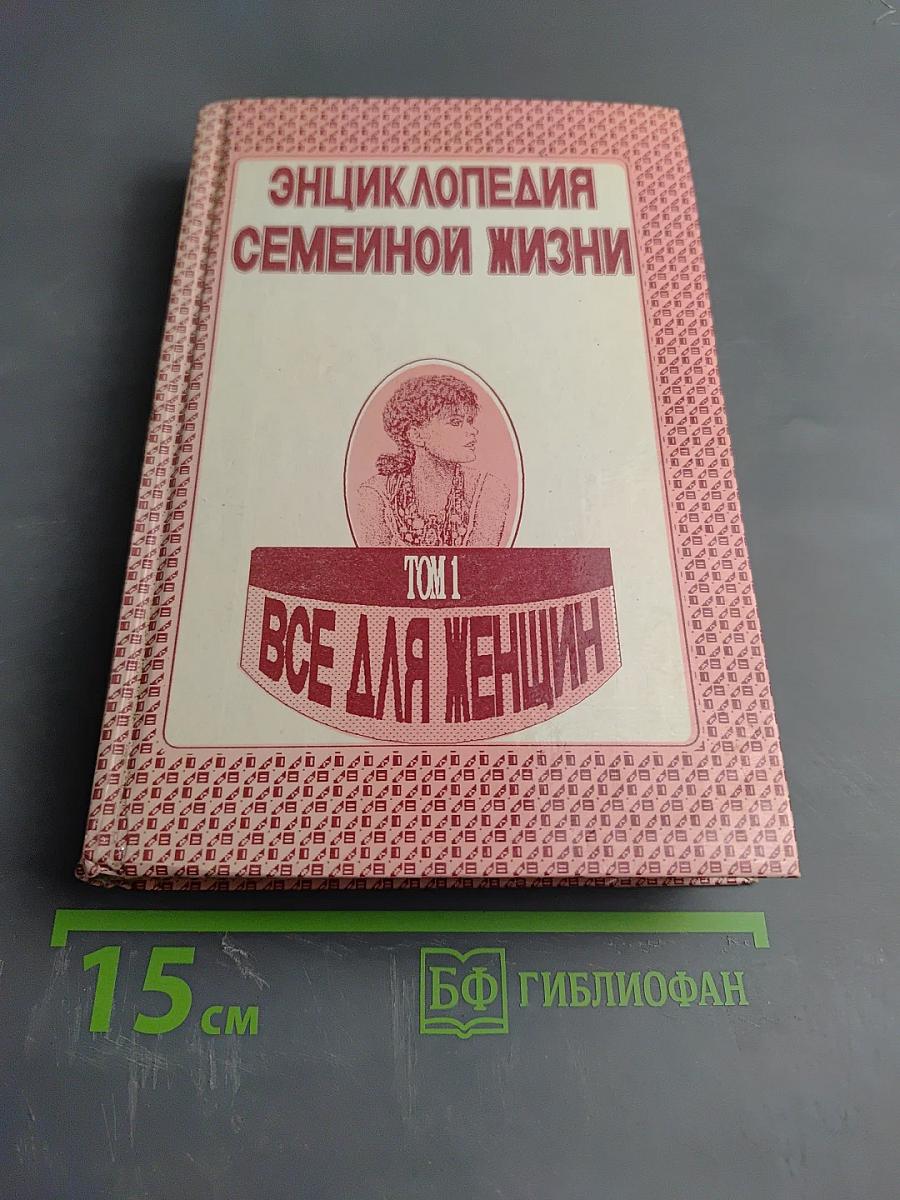 ЭНЦИКЛОПЕДИЯ
СЕМЕЙНОЙ ЖИЗНИ
ТОМ 1
ВСЕ ДЛЯ ЖЕНЩИН
15 см
БФ ГИБЛИОФАН